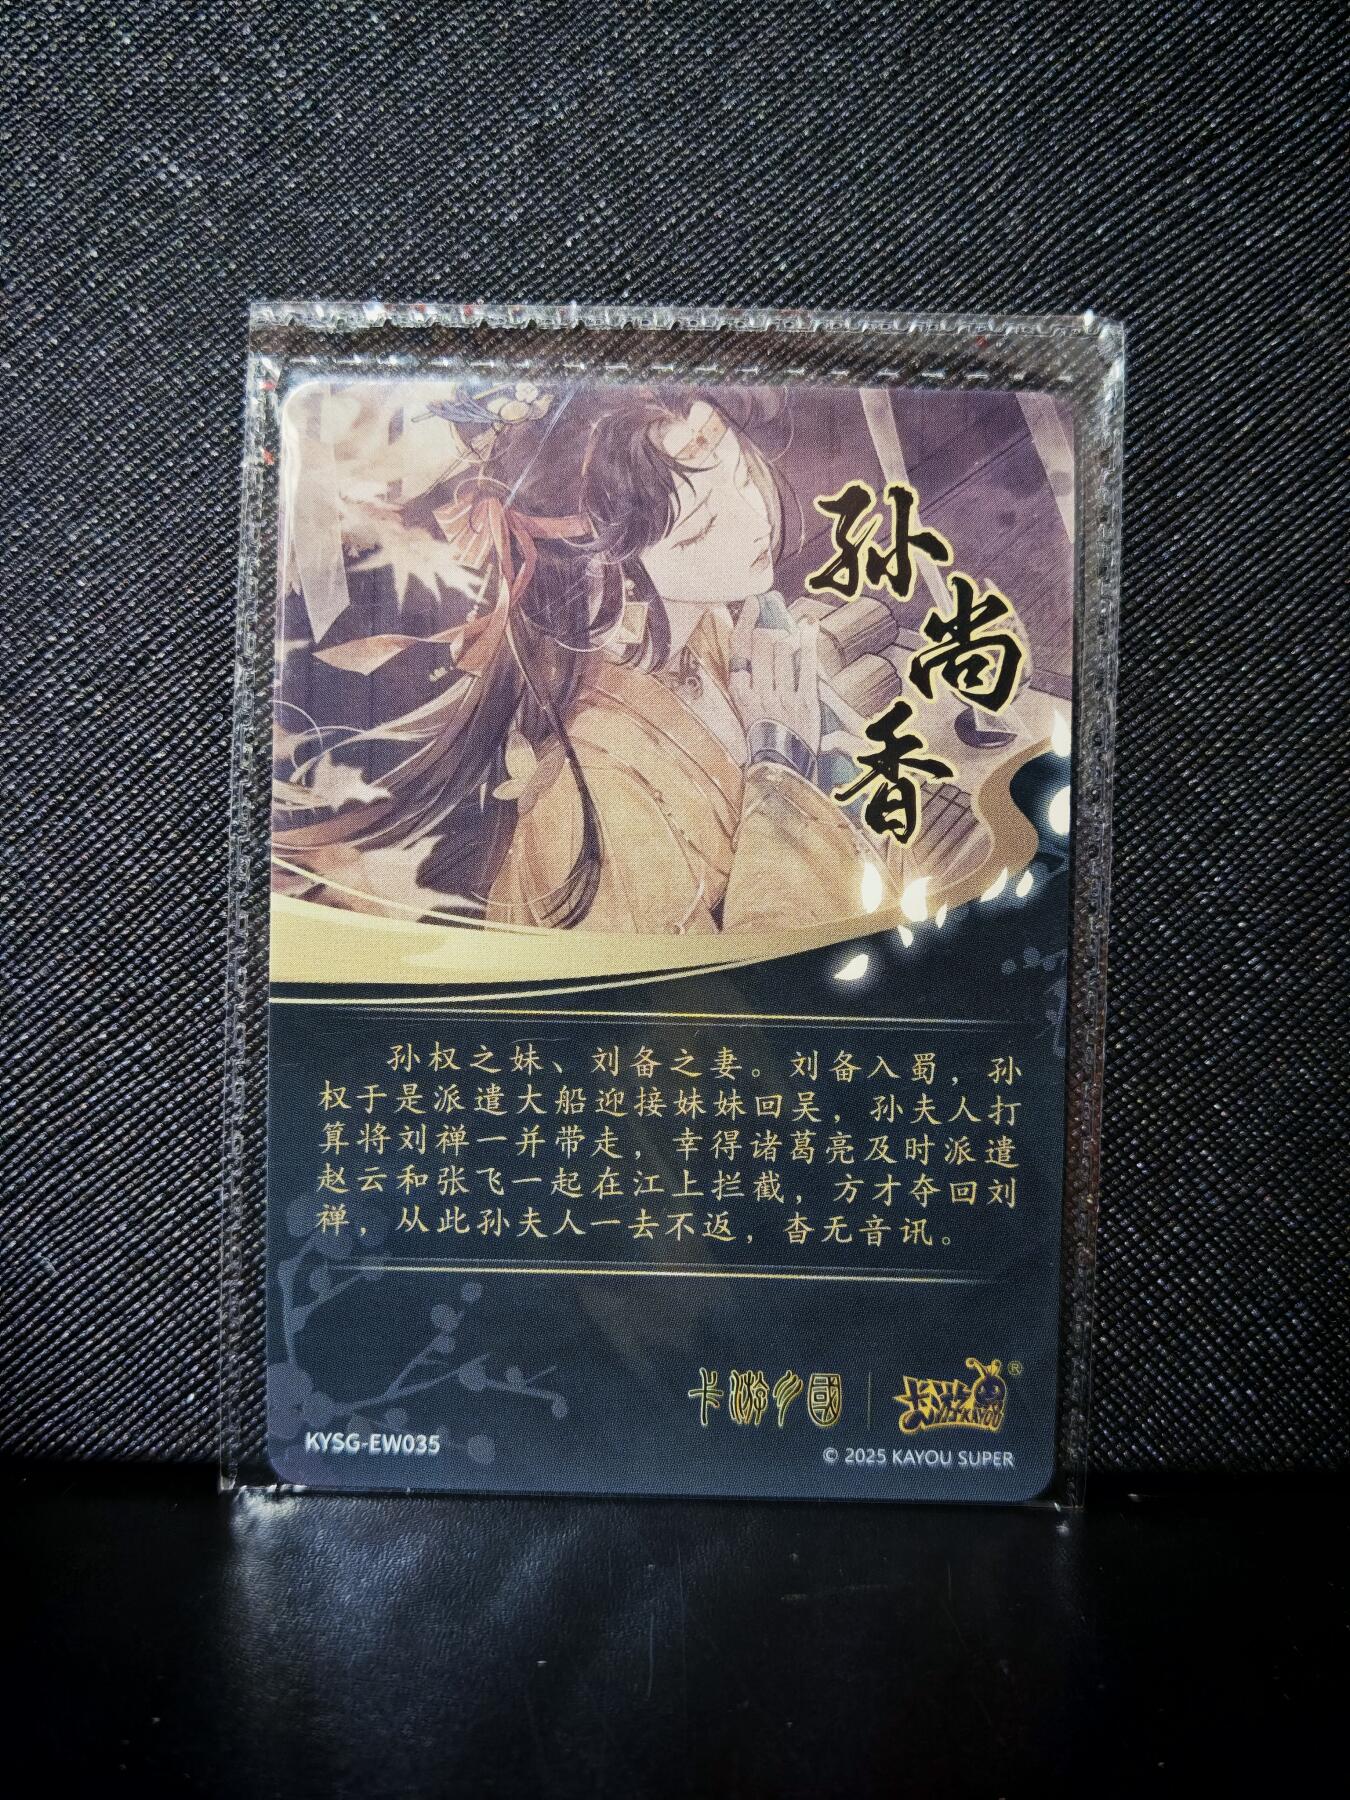 孙尚香
孙权之妹、刘备之妻。刘备入蜀，孙
权于是派遣大船迎接妹妹回吴，孙夫人打
算将刘禅一并带走，幸得诸葛亮及时派遣
赵云和张飞一起在江上拦截，方才夺回刘
禅，从此孙夫人一去不返，杳无音讯。
卡游三國
卡游 KAYOU ®
KYSG-EW035
© 2025 KAYOU SUPER